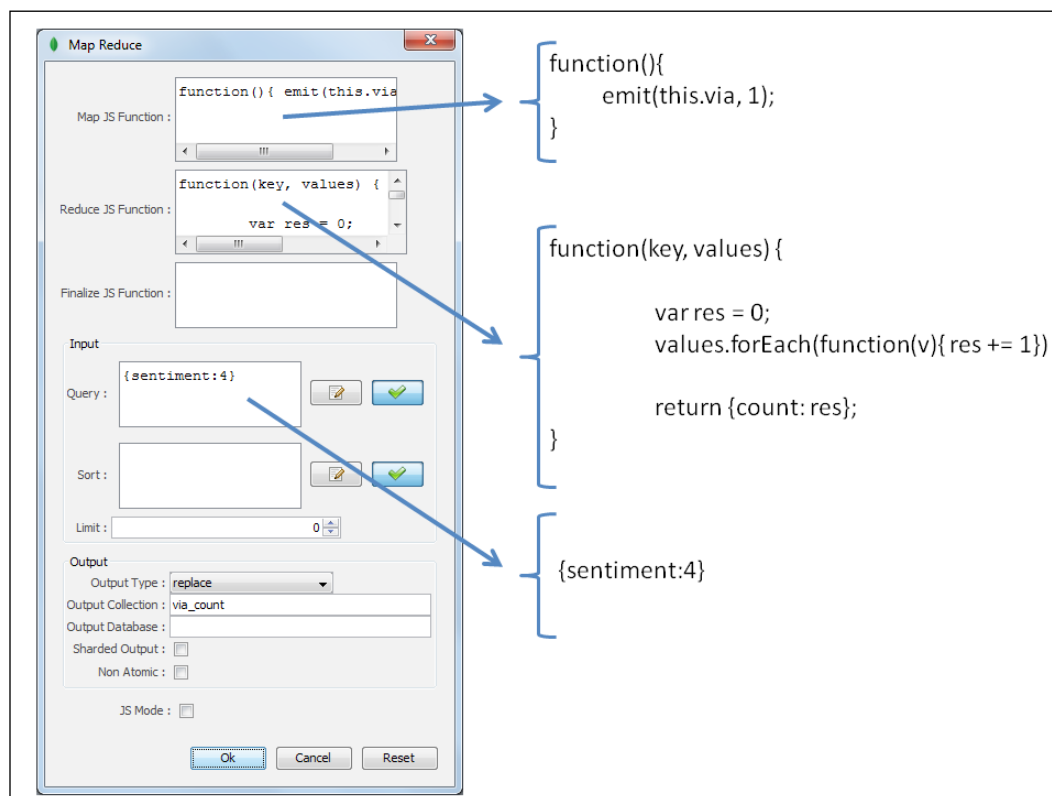 Map Reduce
Map JS Function :
function(){ emit(this.via
Reduce JS Function :
function(key, values) {
var res = 0;
Finalize JS Function :
Input
Query :
{sentiment:4}
Sort :
Limit :
0
Output
Output Type :
replace
Output Collection :
via_count
Output Database :
Sharded Output :
Non Atomic :
JS Mode :
Ok
Cancel
Reset
function(){
emit(this.via, 1);
}
function(key, values) {
var res = 0;
values.forEach(function(v){ res += 1})
return {count: res};
}
{sentiment:4}